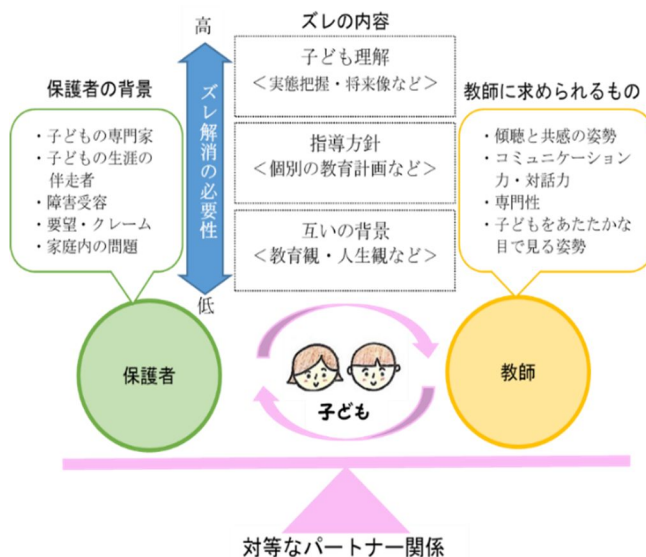 ズレの内容
高
子ども理解
<実態把握・将来像など>
指導方針
<個別の教育計画など>
互いの背景
<教育観・人生観など>
低
ズレ解消の必要性
保護者の背景
・子どもの専門家
・子どもの生涯の
伴走者
・障害受容
・要望・クレーム
・家庭内の問題
教師に求められるもの
・傾聴と共感の姿勢
・コミュニケーション
力・対話力
・専門性
・子どもをあたたかな
目で見る姿勢
保護者
子ども
教師
対等なパートナー関係